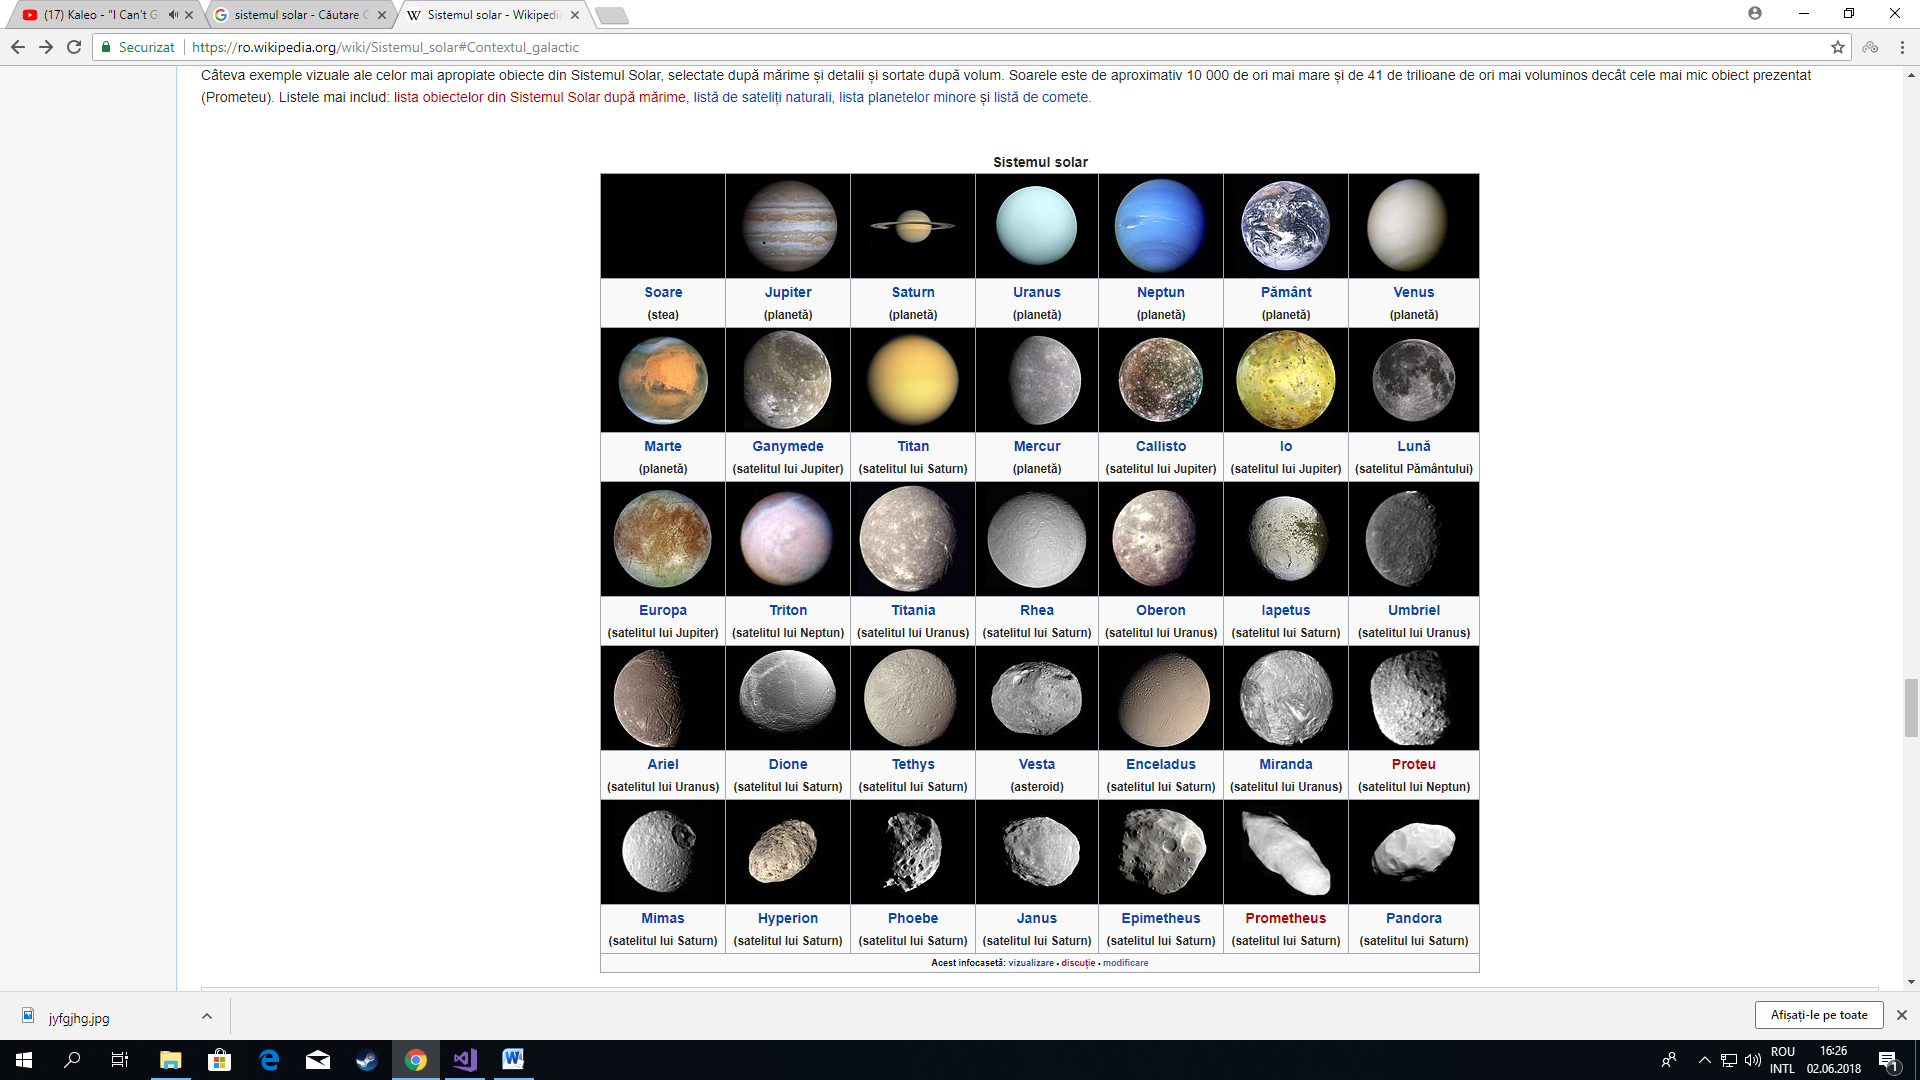 (17) Kaleo - "I Can't G
sistemul solar - Căutare G
Sistemul solar - Wikipedia
Securizat
https://ro.wikipedia.org/wiki/Sistemul_solar#Contextul_galactic
Câteva exemple vizuale ale celor mai apropiate obiecte din Sistemul Solar, selectate după mărime și detalii și sortate după volum. Soarele este de aproximativ 10 000 de ori mai mare și de 41 de trilioane de ori mai voluminos decât cele mai mic obiect prezentat
(Prometeu). Listele mai includ: lista obiectelor din Sistemul Solar după mărime, listă de sateliți naturali, lista planetelor minore și listă de comete.
Sistemul solar
Soare Jupiter Saturn Uranus Neptun Pământ Venus
(stea) (planetă) (planetă) (planetă) (planetă) (planetă) (planetă)
Marte Ganymede Titan Mercur Callisto Io Lună
(planetă) (satelitul lui Jupiter) (satelitul lui Saturn) (planetă) (satelitul lui Jupiter) (satelitul lui Jupiter) (satelitul Pământului)
Europa Triton Titania Rhea Oberon Iapetus Umbriel
(satelitul lui Jupiter) (satelitul lui Neptun) (satelitul lui Uranus) (satelitul lui Saturn) (satelitul lui Uranus) (satelitul lui Saturn) (satelitul lui Uranus)
Ariel Dione Tethys Vesta Enceladus Miranda Proteu
(satelitul lui Uranus) (satelitul lui Saturn) (satelitul lui Saturn) (asteroid) (satelitul lui Saturn) (satelitul lui Uranus) (satelitul lui Neptun)
Mimas Hyperion Phoebe Janus Epimetheus Prometheus Pandora
(satelitul lui Saturn) (satelitul lui Saturn) (satelitul lui Saturn) (satelitul lui Saturn) (satelitul lui Saturn) (satelitul lui Saturn) (satelitul lui Saturn)
Acest infocasetă: vizualizare • discuție • modificare
jyfgjhg.jpg
Afișați-le pe toate
ROU 16:26
INTL 02.06.2018
1